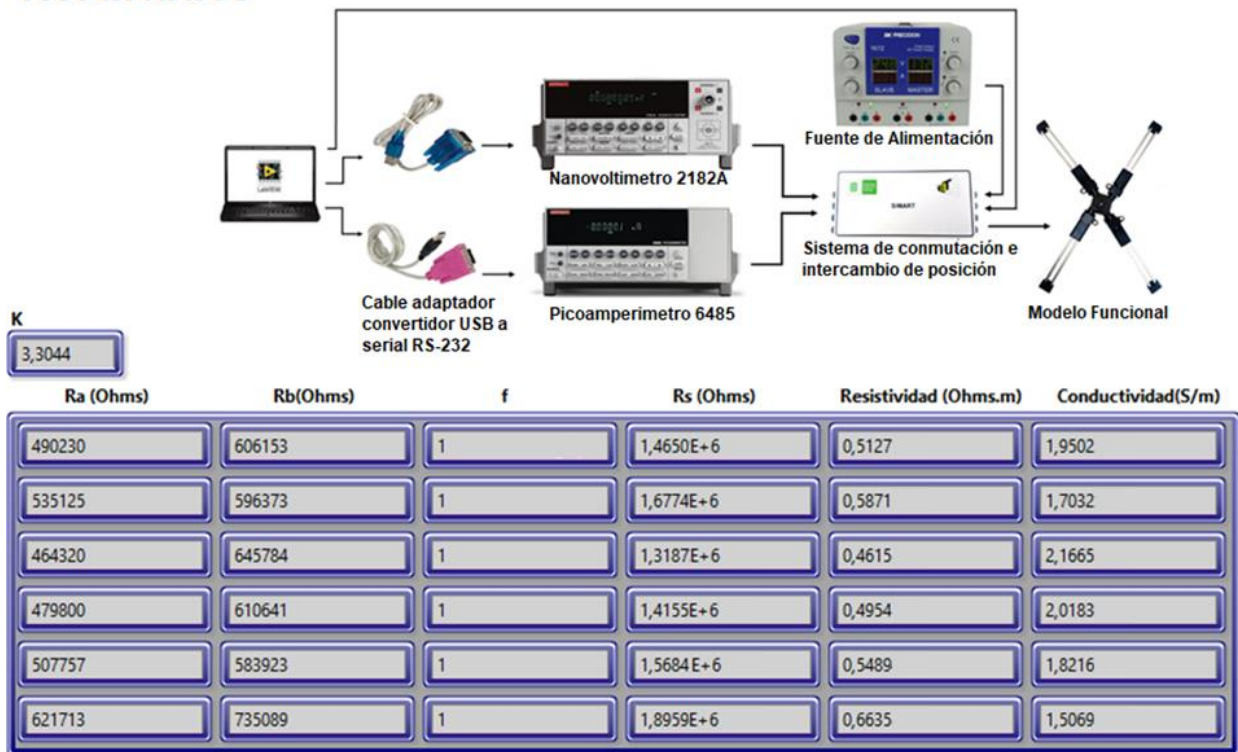 BK PRECISION
SLAVE MASTER
Fuente de Alimentación
LabVIEW
Nanovoltimetro 2182A
SMART
Sistema de conmutación e
intercambio de posición
Cable adaptador
convertidor USB a
serial RS-232
Picoamperimetro 6485
Modelo Funcional
K
3,3044
Ra (Ohms) Rb(Ohms) f Rs (Ohms) Resistividad (Ohms.m) Conductividad(S/m)
490230 606153 1 1,4650E+6 0,5127 1,9502
535125 596373 1 1,6774E+6 0,5871 1,7032
464320 645784 1 1,3187E+6 0,4615 2,1665
479800 610641 1 1,4155E+6 0,4954 2,0183
507757 583923 1 1,5684E+6 0,5489 1,8216
621713 735089 1 1,8959E+6 0,6635 1,5069